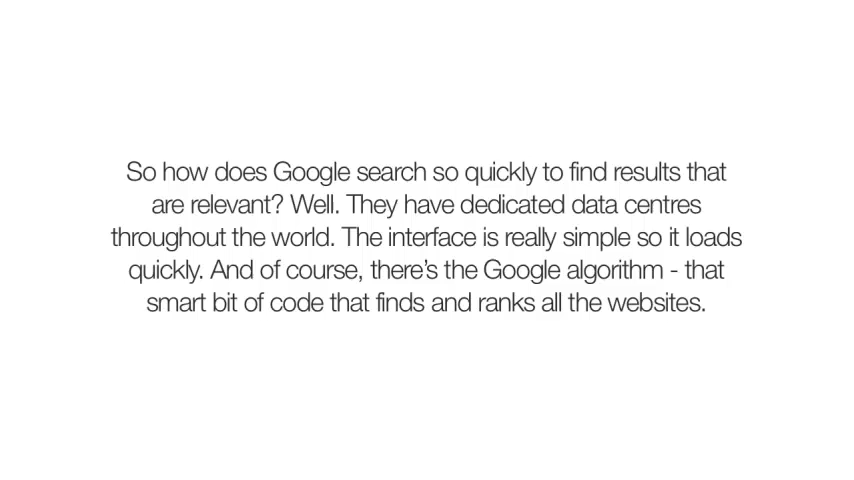 So how does Google search so quickly to find results that
are relevant? Well. They have dedicated data centres
throughout the world. The interface is really simple so it loads
quickly. And of course, there’s the Google algorithm - that
smart bit of code that finds and ranks all the websites.